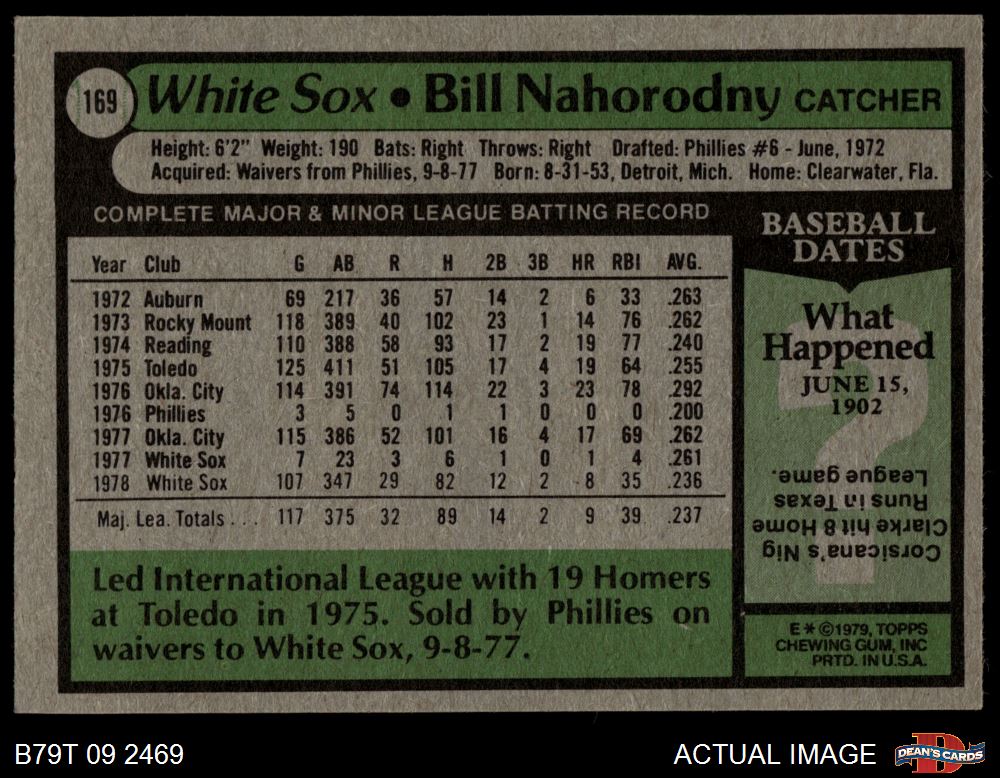 169 White Sox • Bill Nahorodny CATCHER
Height: 6'2" Weight: 190 Bats: Right Throws: Right Drafted: Phillies #6 - June, 1972
Acquired: Waivers from Phillies, 9-8-77 Born: 8-31-53, Detroit, Mich. Home: Clearwater, Fla.
COMPLETE MAJOR & MINOR LEAGUE BATTING RECORD
Year Club G AB R H 2B 3B HR RBI AVG.
1972 Auburn 69 217 36 57 14 2 6 33 .263
1973 Rocky Mount 118 389 40 102 23 1 14 76 .262
1974 Reading 110 388 58 93 17 2 19 77 .240
1975 Toledo 125 411 51 105 17 4 19 64 .255
1976 Okla. City 114 391 74 114 22 3 23 78 .292
1976 Phillies 3 5 0 1 1 0 0 0 .200
1977 Okla. City 115 386 52 101 16 4 17 69 .262
1977 White Sox 7 23 3 6 1 0 1 4 .261
1978 White Sox 107 347 29 82 12 2 8 35 .236
Maj. Lea. Totals . . . 117 375 32 89 14 2 9 39 .237
Led International League with 19 Homers
at Toledo in 1975. Sold by Phillies on
waivers to White Sox, 9-8-77.
BASEBALL
DATES
What
Happened
JUNE 15,
1902
Corsicana's Nig
Clarke hit 8 Home
Runs in Texas
League game.
E * © 1979, TOPPS
CHEWING GUM, INC
PRTD. IN U.S.A.
B79T 09 2469
ACTUAL IMAGE
DEAN'S CARDS